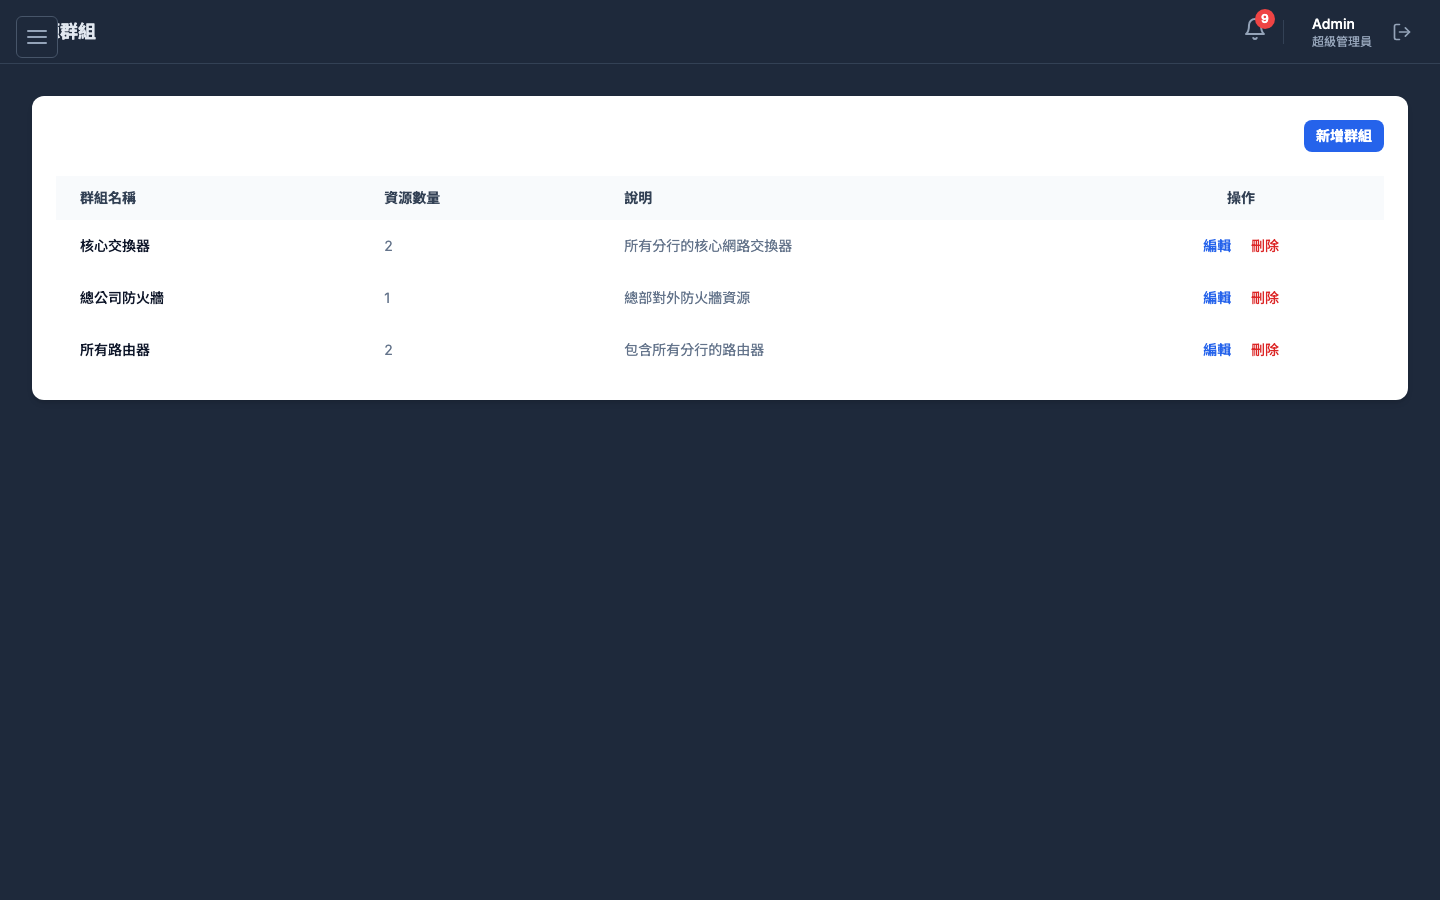 群組
9
Admin
超級管理員
新增群組
群組名稱 資源數量 說明 操作
核心交換器 2 所有分行的核心網路交換器 編輯 刪除
總公司防火牆 1 總部對外防火牆資源 編輯 刪除
所有路由器 2 包含所有分行的路由器 編輯 刪除